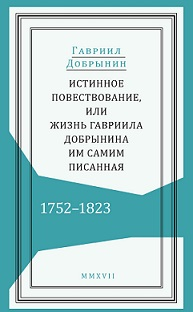 Гавриил
Добрынин
ИСТИННОЕ
ПОВЕСТВОВАНИЕ,
ИЛИ
ЖИЗНЬ ГАВРИИЛА
ДОБРЫНИНА
ИМ САМИМ
ПИСАННАЯ
1752–1823
MMXVII